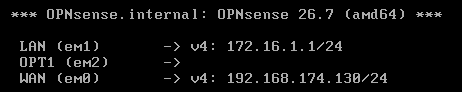 *** OPNsense.internal: OPNsense 26.7 (amd64) ***
LAN (em1) -> v4: 172.16.1.1/24
OPT1 (em2) ->
WAN (em0) -> v4: 192.168.174.130/24